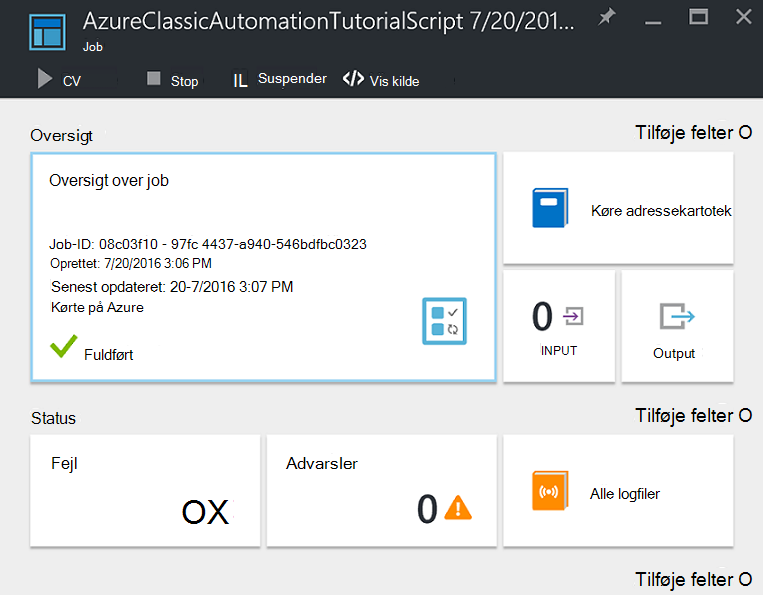 AzureClassicAutomationTutorialScript 7/20/201...
Job
CV
Stop
IL Suspender
Vis kilde
Oversigt
Tilføje felter O
Oversigt over job
Job-ID: 08c03f10 - 97fc 4437-a940-546bdfbc0323
Oprettet: 7/20/2016 3:06 PM
Senest opdateret: 20-7/2016 3:07 PM
Kørte på Azure
Fuldført
Køre adressekartotek
0
INPUT
Output
Status
Tilføje felter O
Fejl
OX
Advarsler
0
Alle logfiler
Tilføje felter O